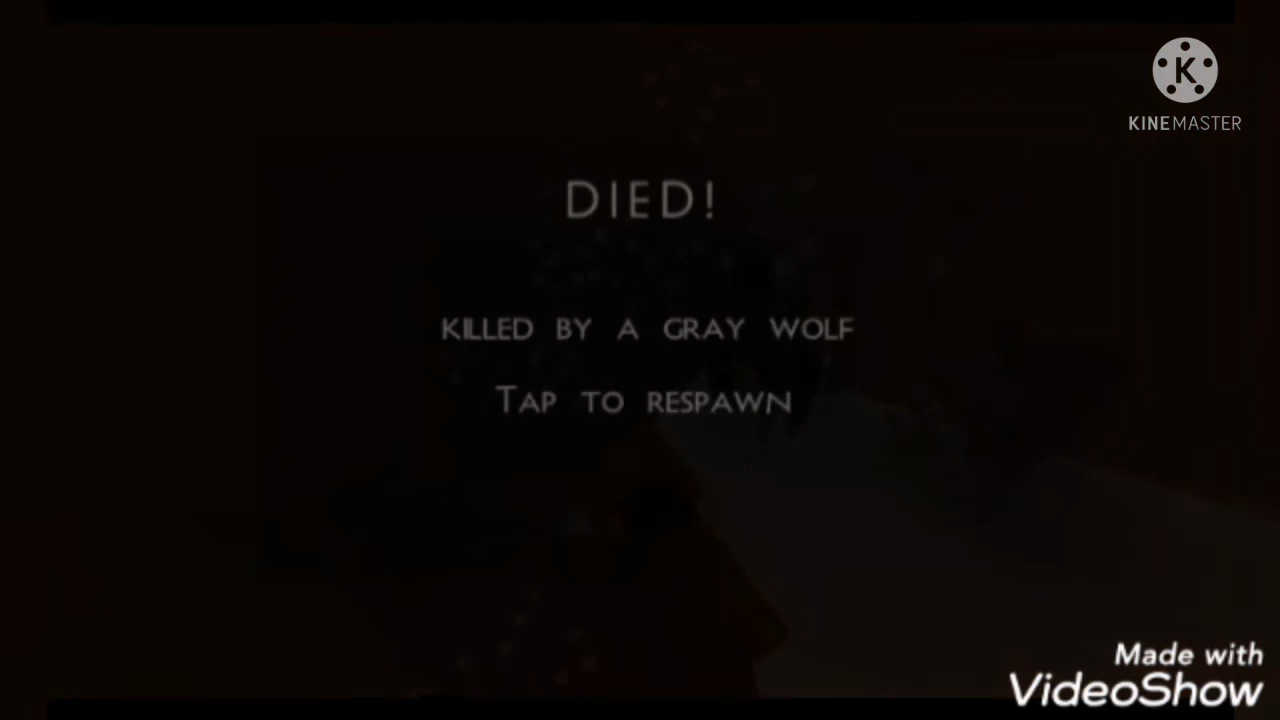 K
KINEMASTER
DIED!
KILLED BY A GRAY WOLF
TAP TO RESPAWN
Made with
VideoShow